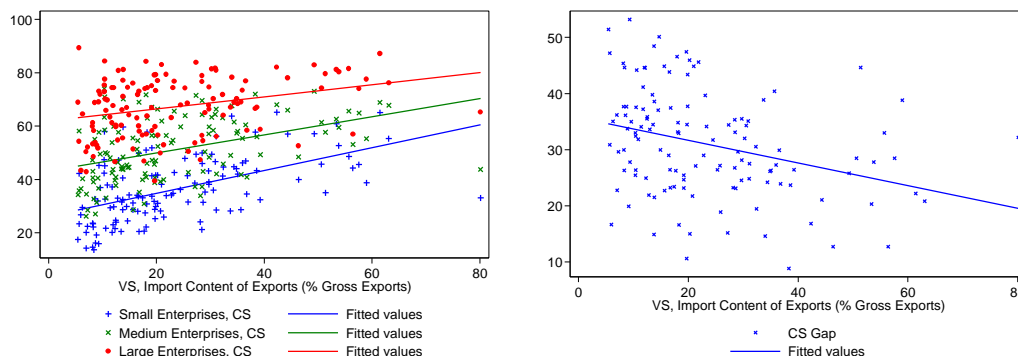 100
80
60
40
20
0
20
40
60
80
VS, Import Content of Exports (% Gross Exports)
Small Enterprises, CS
Fitted values
Medium Enterprises, CS
Fitted values
Large Enterprises, CS
Fitted values
50
40
30
20
10
0
20
40
60
80
VS, Import Content of Exports (% Gross Exports)
CS Gap
Fitted values